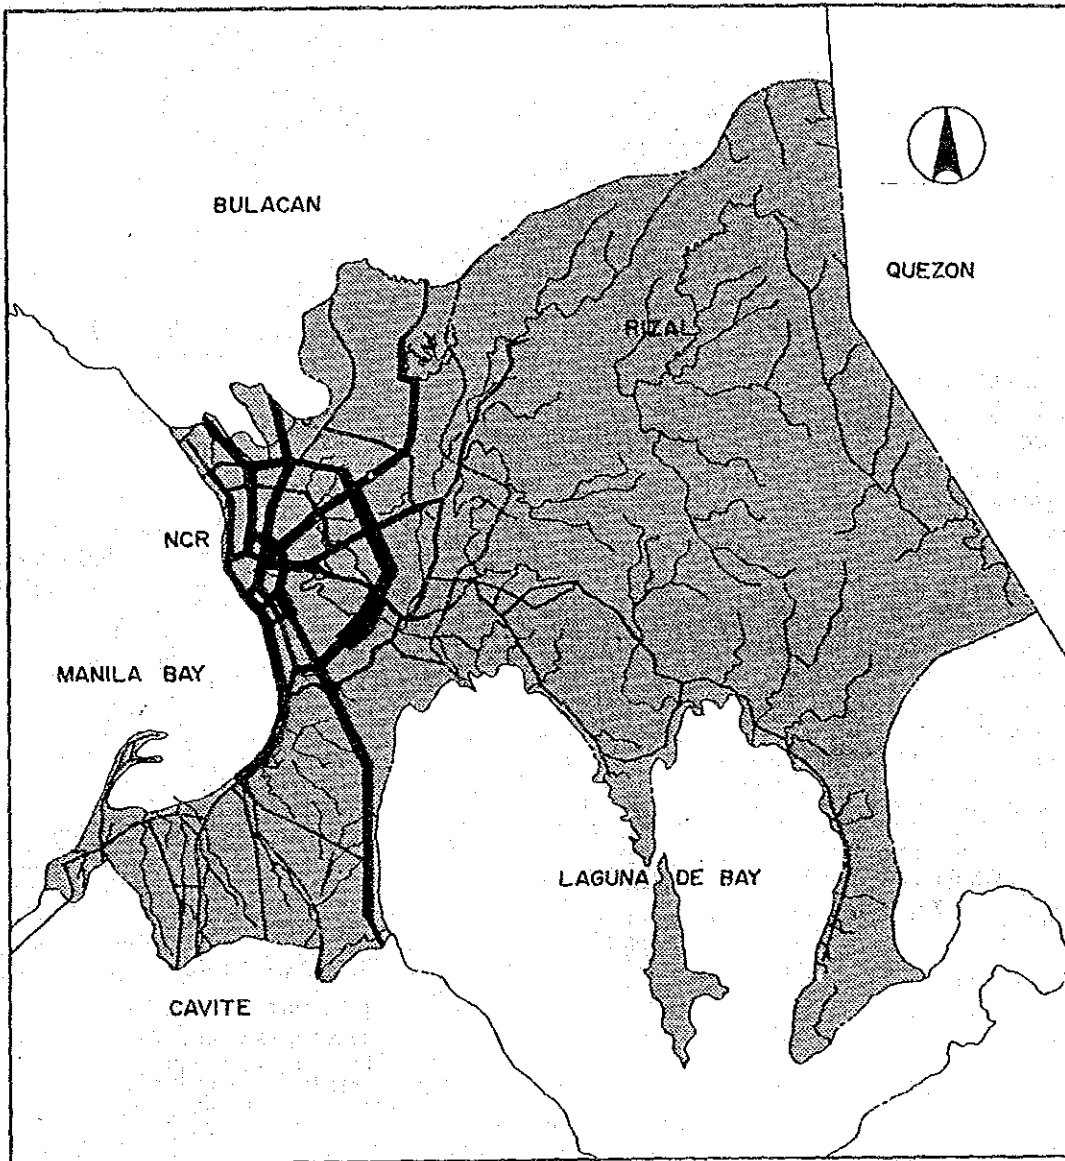 BULACAN
QUEZON
RIZAL
NCR
MANILA BAY
LAGUNA DE BAY
CAVITE